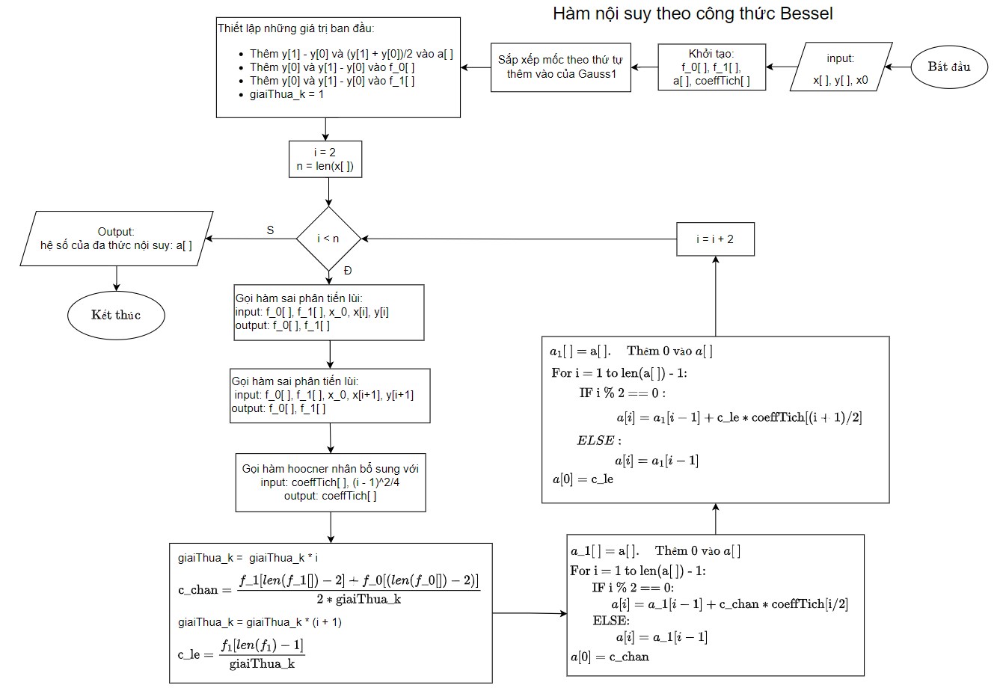 Hàm nội suy theo công thức Bessel
Bắt đầu
input:
x[ ], y[ ], x0
Khởi tạo:
f_0[ ], f_1[ ],
a[ ], coeffTich[ ]
Sắp xếp mốc theo thứ tự
thêm vào của Gauss1
Thiết lập những giá trị ban đầu:
• Thêm y[1] - y[0] và (y[1] + y[0])/2 vào a[ ]
• Thêm y[0] và y[1] - y[0] vào f_0[ ]
• Thêm y[0] và y[1] - y[0] vào f_1[ ]
• giaiThua_k = 1
i = 2
n = len(x[ ])
i < n
S
Đ
Output:
hệ số của đa thức nội suy: a[ ]
Kết thúc
Gọi hàm sai phân tiến lùi:
input: f_0[ ], f_1[ ], x_0, x[i], y[i]
output: f_0[ ], f_1[ ]
Gọi hàm sai phân tiến lùi:
input: f_0[ ], f_1[ ], x_0, x[i+1], y[i+1]
output: f_0[ ], f_1[ ]
Gọi hàm hoocner nhân bổ sung với
input: coeffTich[ ], (i - 1)^2/4
output: coeffTich[ ]
giaiThua_k = giaiThua_k * i
c_chan = f_1[len(f_1[]) − 2] + f_0[(len(f_0[]) − 2)]
2 * giaiThua_k
giaiThua_k = giaiThua_k * (i + 1)
c_le = f₁[len(f₁) − 1]
giaiThua_k
a_1[ ] = a[ ]. Thêm 0 vào a[ ]
For i = 1 to len(a[ ]) - 1:
IF i % 2 == 0:
a[i] = a_1[i − 1] + c_chan * coeffTich[i/2]
ELSE:
a[i] = a_1[i − 1]
a[0] = c_chan
a₁[ ] = a[ ]. Thêm 0 vào a[ ]
For i = 1 to len(a[ ]) - 1:
IF i % 2 == 0 :
a[i] = a₁[i − 1] + c_le * coeffTich[(i + 1)/2]
ELSE :
a[i] = a₁[i − 1]
a[0] = c_le
i = i + 2